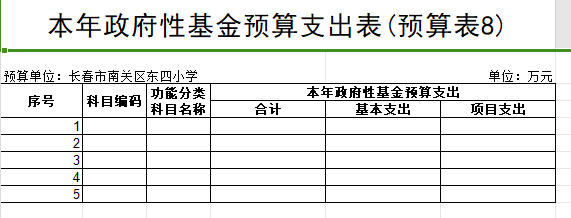 本年政府性基金预算支出表(预算表8)
预算单位：长春市南关区东四小学 单位：万元
序号 科目编码 功能分类科目名称 本年政府性基金预算支出
合计 基本支出 项目支出
1
2
3
4
5